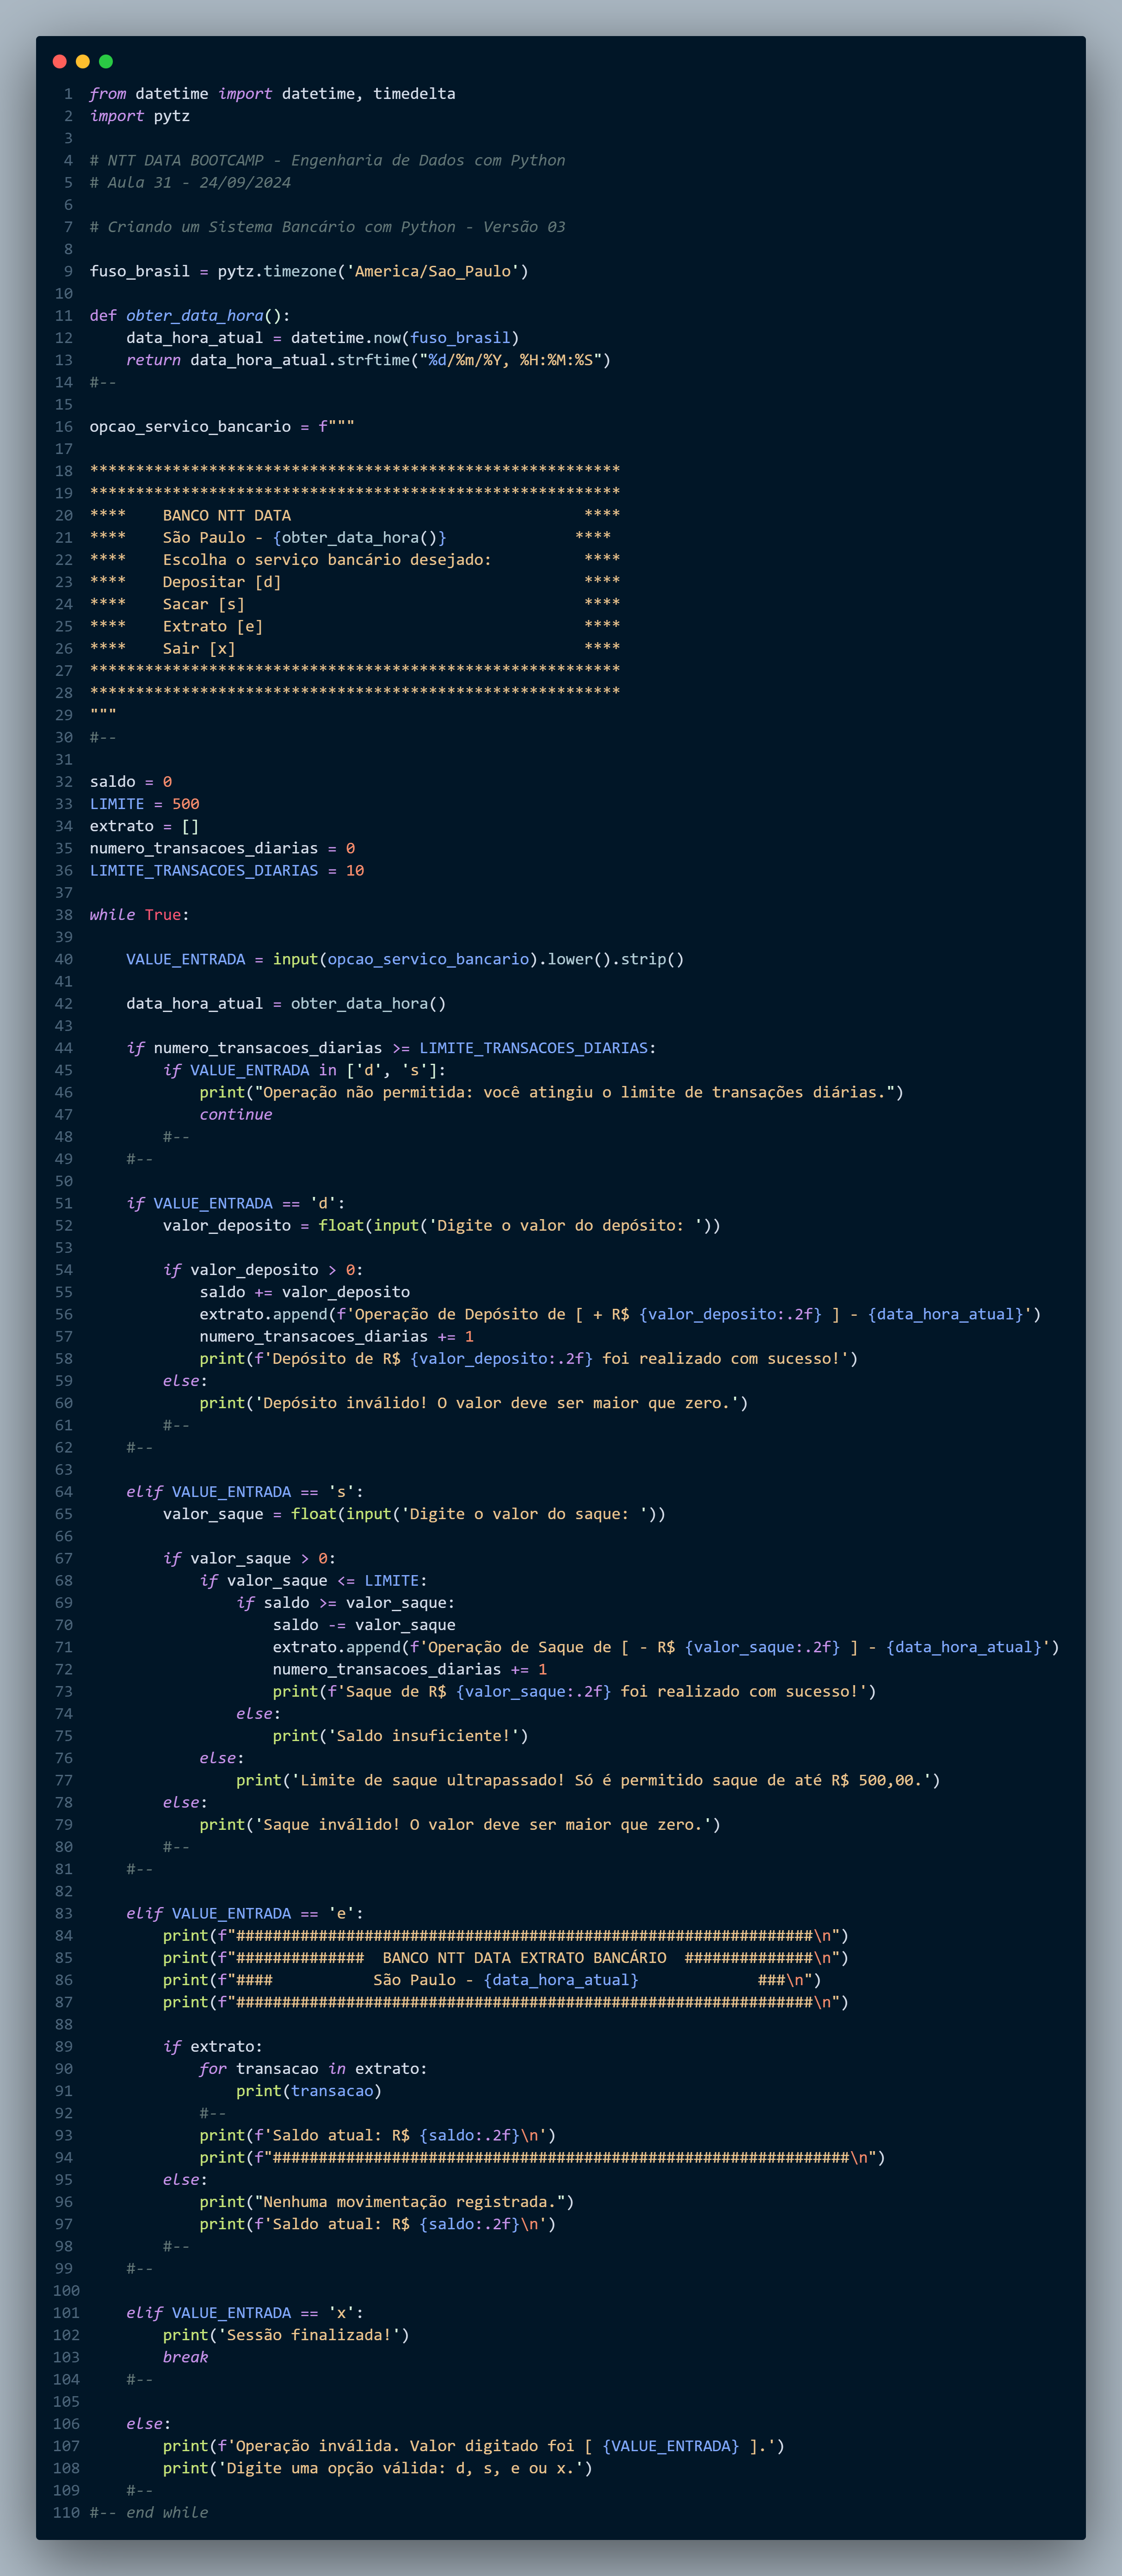 1 from datetime import datetime, timedelta
2 import pytz
3
4 # NTT DATA BOOTCAMP - Engenharia de Dados com Python
5 # Aula 31 - 24/09/2024
6
7 # Criando um Sistema Bancário com Python - Versão 03
8
9 fuso_brasil = pytz.timezone('America/Sao_Paulo')
10
11 def obter_data_hora():
12     data_hora_atual = datetime.now(fuso_brasil)
13     return data_hora_atual.strftime("%d/%m/%Y, %H:%M:%S")
14 #--
15
16 opcao_servico_bancario = f"""
17
18 **********************************************************
19 **********************************************************
20 ****    BANCO NTT DATA                                ****
21 ****    São Paulo - {obter_data_hora()}              ****
22 ****    Escolha o serviço bancário desejado:          ****
23 ****    Depositar [d]                                 ****
24 ****    Sacar [s]                                     ****
25 ****    Extrato [e]                                   ****
26 ****    Sair [x]                                      ****
27 **********************************************************
28 **********************************************************
29 """
30 #--
31
32 saldo = 0
33 LIMITE = 500
34 extrato = []
35 numero_transacoes_diarias = 0
36 LIMITE_TRANSACOES_DIARIAS = 10
37
38 while True:
39
40     VALUE_ENTRADA = input(opcao_servico_bancario).lower().strip()
41
42     data_hora_atual = obter_data_hora()
43
44     if numero_transacoes_diarias >= LIMITE_TRANSACOES_DIARIAS:
45         if VALUE_ENTRADA in ['d', 's']:
46             print("Operação não permitida: você atingiu o limite de transações diárias.")
47             continue
48         #--
49     #--
50
51     if VALUE_ENTRADA == 'd':
52         valor_deposito = float(input('Digite o valor do depósito: '))
53
54         if valor_deposito > 0:
55             saldo += valor_deposito
56             extrato.append(f'Operação de Depósito de [ + R$ {valor_deposito:.2f} ] - {data_hora_atual}')
57             numero_transacoes_diarias += 1
58             print(f'Depósito de R$ {valor_deposito:.2f} foi realizado com sucesso!')
59         else:
60             print('Depósito inválido! O valor deve ser maior que zero.')
61         #--
62     #--
63
64     elif VALUE_ENTRADA == 's':
65         valor_saque = float(input('Digite o valor do saque: '))
66
67         if valor_saque > 0:
68             if valor_saque <= LIMITE:
69                 if saldo >= valor_saque:
70                     saldo -= valor_saque
71                     extrato.append(f'Operação de Saque de [ - R$ {valor_saque:.2f} ] - {data_hora_atual}')
72                     numero_transacoes_diarias += 1
73                     print(f'Saque de R$ {valor_saque:.2f} foi realizado com sucesso!')
74                 else:
75                     print('Saldo insuficiente!')
76             else:
77                 print('Limite de saque ultrapassado! Só é permitido saque de até R$ 500,00.')
78         else:
79             print('Saque inválido! O valor deve ser maior que zero.')
80         #--
81     #--
82
83     elif VALUE_ENTRADA == 'e':
84         print(f"###############################################################\n")
85         print(f"##############  BANCO NTT DATA EXTRATO BANCÁRIO  ##############\n")
86         print(f"####           São Paulo - {data_hora_atual}             ###\n")
87         print(f"###############################################################\n")
88
89         if extrato:
90             for transacao in extrato:
91                 print(transacao)
92             #--
93             print(f'Saldo atual: R$ {saldo:.2f}\n')
94             print(f"###############################################################\n")
95         else:
96             print("Nenhuma movimentação registrada.")
97             print(f'Saldo atual: R$ {saldo:.2f}\n')
98         #--
99     #--
100
101     elif VALUE_ENTRADA == 'x':
102         print('Sessão finalizada!')
103         break
104     #--
105
106     else:
107         print(f'Operação inválida. Valor digitado foi [ {VALUE_ENTRADA} ].')
108         print('Digite uma opção válida: d, s, e ou x.')
109     #--
110 #-- end while